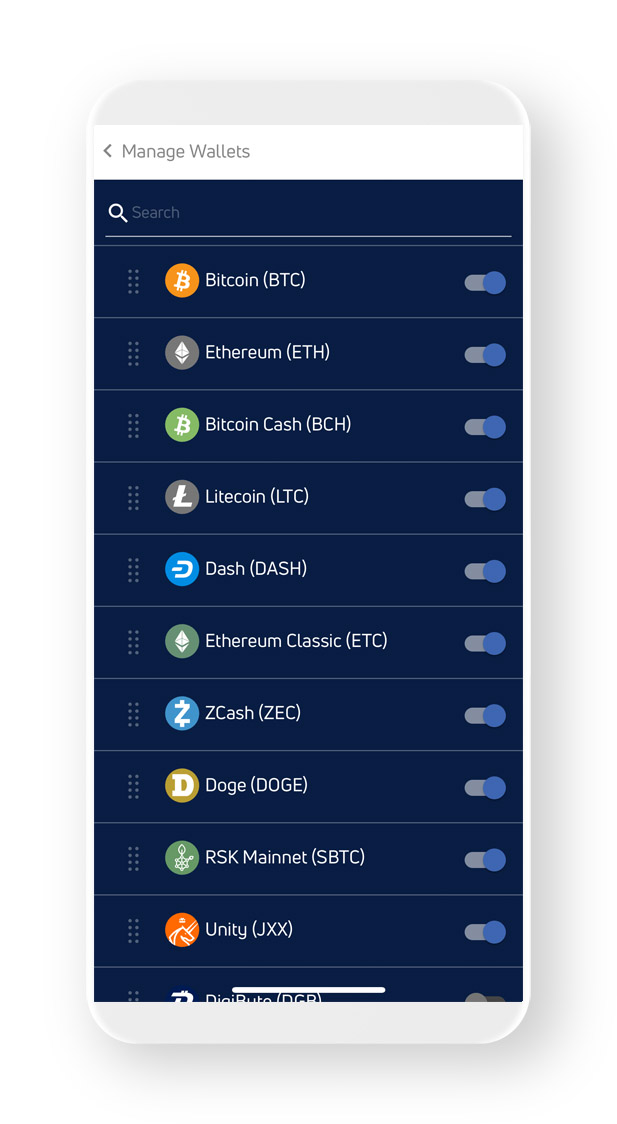 Manage Wallets
Search
Bitcoin (BTC)
Ethereum (ETH)
Bitcoin Cash (BCH)
Litecoin (LTC)
Dash (DASH)
Ethereum Classic (ETC)
ZCash (ZEC)
Doge (DOGE)
RSK Mainnet (SBTC)
Unity (JXX)
DigiByte (DGB)